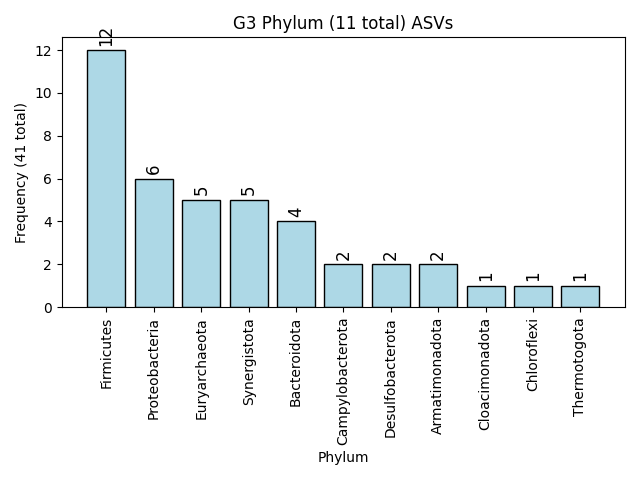 G3 Phylum (11 total) ASVs
Frequency (41 total)
12
10
8
6
4
2
0
12
6
5
5
4
2
2
2
1
1
1
Firmicutes
Proteobacteria
Euryarchaeota
Synergistota
Bacteroidota
Campylobacterota
Desulfobacterota
Armatimonadota
Cloacimonadota
Chloroflexi
Thermotogota
Phylum